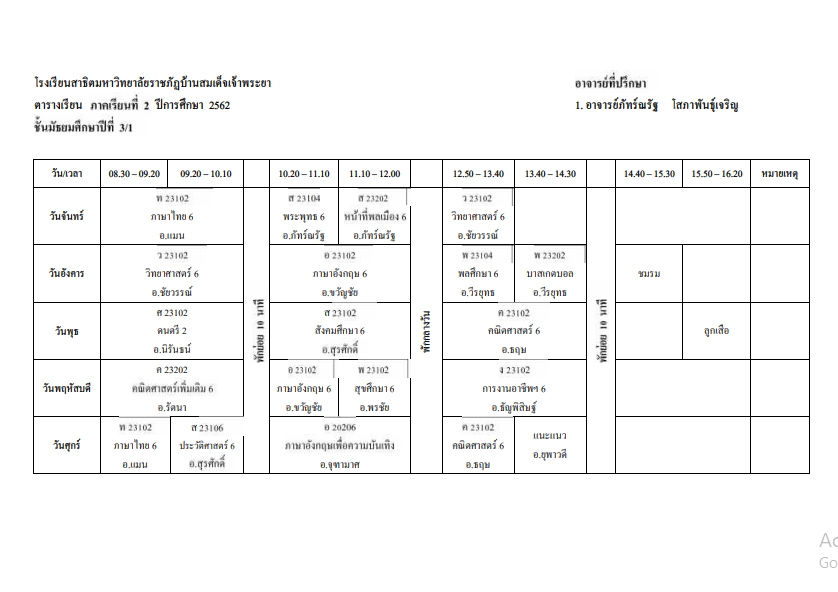 โรงเรียนสาธิตมหาวิทยาลัยราชภัฏบ้านสมเด็จเจ้าพระยา
อาจารย์ที่ปรึกษา
ตารางเรียน ภาคเรียนที่ 2 ปีการศึกษา 2562
1. อาจารย์ภัทร์ณรัฐ โสภาพันธุ์เจริญ
ชั้นมัธยมศึกษาปีที่ 3/1
วัน/เวลา 08.30 – 09.20 09.20 – 10.10 10.20 – 11.10 11.10 – 12.00 12.50 – 13.40 13.40 – 14.30 14.40 – 15.30 15.50 – 16.20 หมายเหตุ
พักย่อย 10 นาที
พักกลางวัน
พักย่อย 10 นาที
วันจันทร์
ท 23102 ส 23104 ส 23202 ว 23102
ภาษาไทย 6 พระพุทธ 6 หน้าที่พลเมือง 6 วิทยาศาสตร์ 6
อ.แมน อ.ภัทร์ณรัฐ อ.ภัทร์ณรัฐ อ.ชัยวรรณ์
วันอังคาร
ว 23102 อ 23102 พ 23104 พ 23202
วิทยาศาสตร์ 6 ภาษาอังกฤษ 6 พลศึกษา 6 บาสเกตบอล ชมรม
อ.ชัยวรรณ์ อ.ขวัญชัย อ.วีรยุทธ อ.วีรยุทธ
วันพุธ
ศ 23102 ส 23102 ค 23102
ดนตรี 2 สังคมศึกษา 6 คณิตศาสตร์ 6 ลูกเสือ
อ.นิรันธน์ อ.สุรศักดิ์ อ.ธฤษ
วันพฤหัสบดี
ค 23202 อ 23102 พ 23102 ง 23102
คณิตศาสตร์เพิ่มเติม 6 ภาษาอังกฤษ 6 สุขศึกษา 6 การงานอาชีพฯ 6
อ.รัตนา อ.ขวัญชัย อ.พรชัย อ.ธัญพิสิษฐ์
วันศุกร์
ท 23102 ส 23106 อ 20206 ค 23102 แนะแนว
ภาษาไทย 6 ประวัติศาสตร์ 6 ภาษาอังกฤษเพื่อความบันเทิง คณิตศาสตร์ 6 อ.ยุพาวดี
อ.แมน อ.สุรศักดิ์ อ.จุฑามาศ อ.ธฤษ
Ac
Go